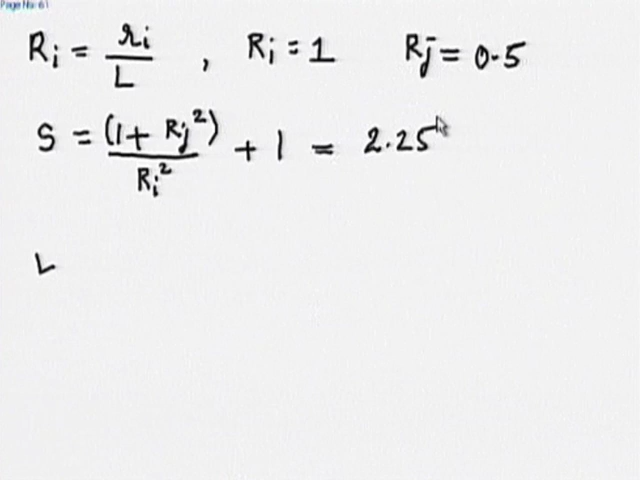 Page No: 61
Ri = ri/L , Ri = 1 Rj = 0.5
S = (1 + Rj²)/Ri² + 1 = 2.25